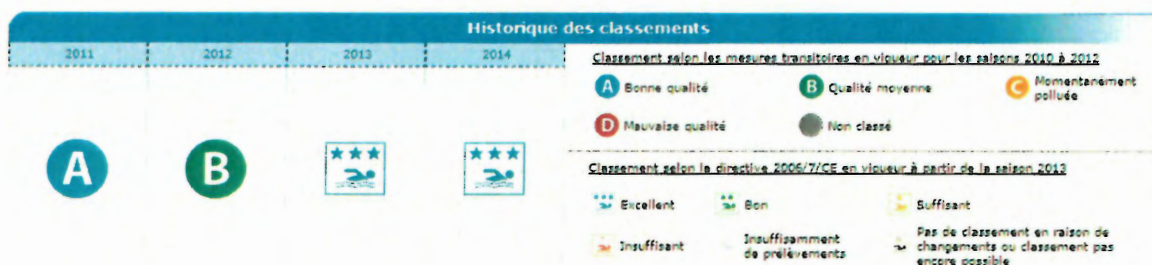 Historique des classements
2011 2012 2013 2014
A B
Classement selon les mesures transitoires en vigueur pour les saisons 2010 à 2012
A Bonne qualité B Qualité moyenne C Momentanément polluée
D Mauvaise qualité Non classé
Classement selon la directive 2006/7/CE en vigueur à partir de la saison 2013
Excellent Bon Suffisant
Insuffisant Insuffisamment de prélèvements Pas de classement en raison de changements ou classement pas encore possible